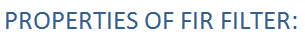 PROPERTIES OF FIR FILTER: